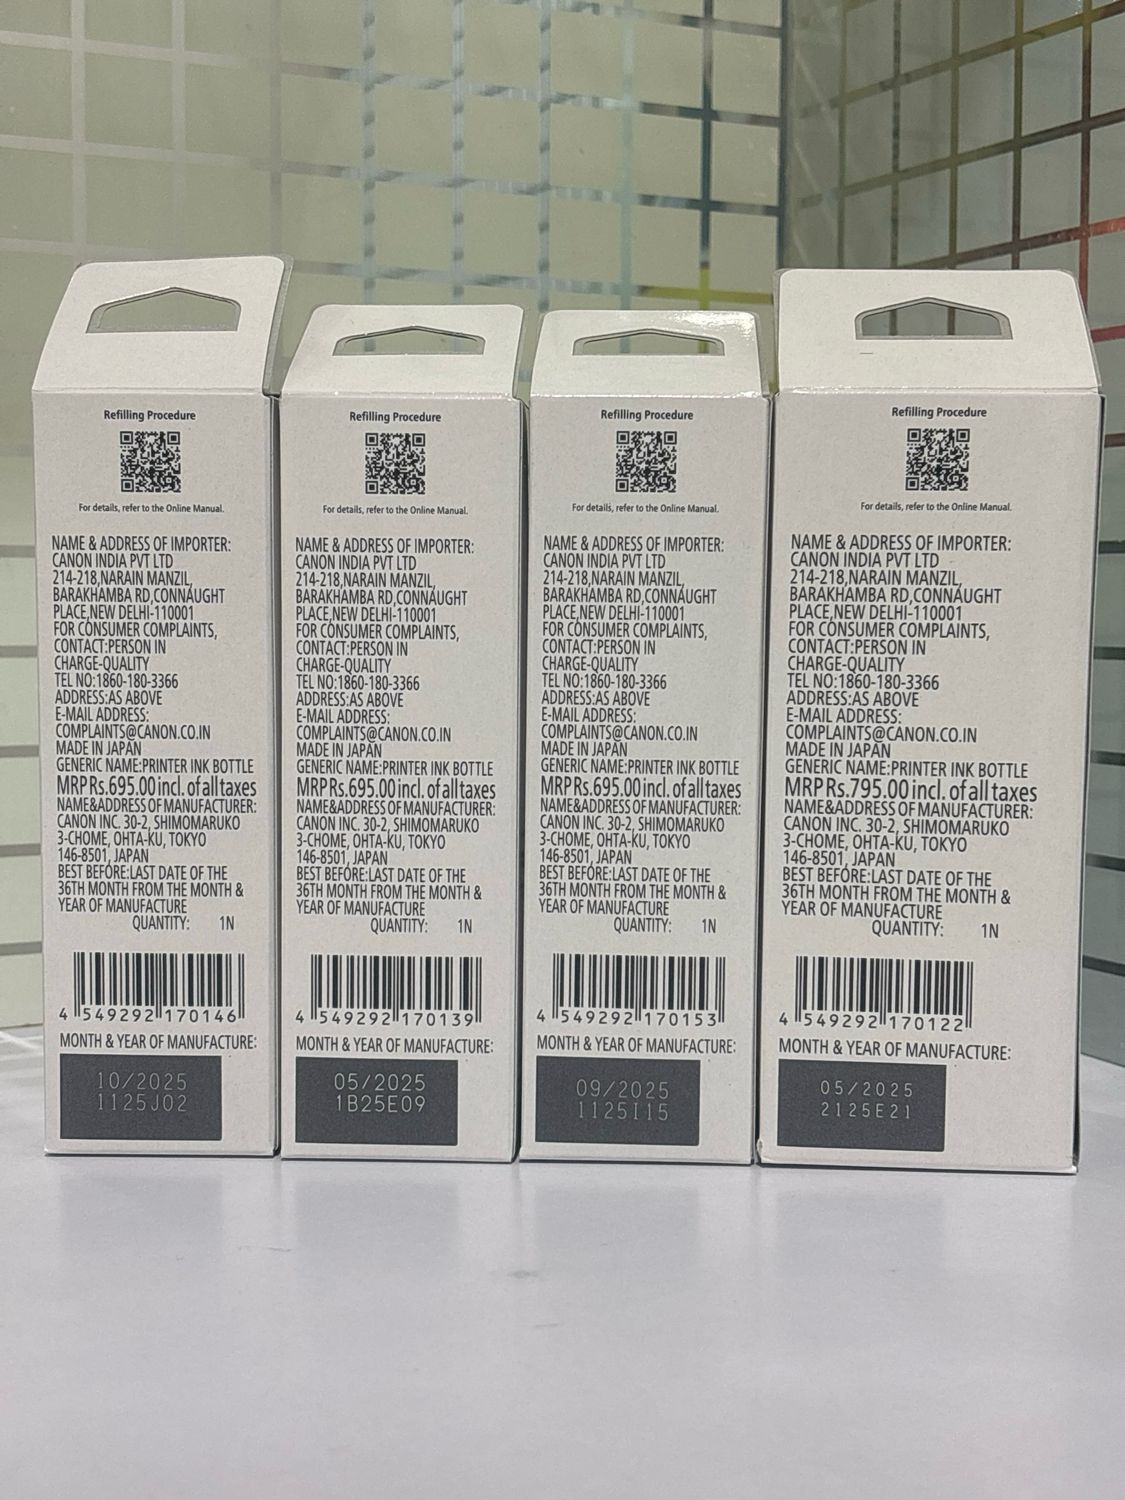 Refilling Procedure
For details, refer to the Online Manual.
NAME & ADDRESS OF IMPORTER:
CANON INDIA PVT LTD
214-218,NARAIN MANZIL,
BARAKHAMBA RD,CONNAUGHT
PLACE,NEW DELHI-110001
FOR CONSUMER COMPLAINTS,
CONTACT:PERSON IN
CHARGE-QUALITY
TEL NO:1860-180-3366
ADDRESS:AS ABOVE
E-MAIL ADDRESS:
COMPLAINTS@CANON.CO.IN
MADE IN JAPAN
GENERIC NAME:PRINTER INK BOTTLE
MRP Rs.695.00 incl. of all taxes
NAME&ADDRESS OF MANUFACTURER:
CANON INC. 30-2, SHIMOMARUKO
3-CHOME, OHTA-KU, TOKYO
146-8501, JAPAN
BEST BEFORE:LAST DATE OF THE
36TH MONTH FROM THE MONTH &
YEAR OF MANUFACTURE
QUANTITY: 1N
4 549292 170146
MONTH & YEAR OF MANUFACTURE:
10/2025
1125J02
Refilling Procedure
For details, refer to the Online Manual.
NAME & ADDRESS OF IMPORTER:
CANON INDIA PVT LTD
214-218,NARAIN MANZIL,
BARAKHAMBA RD,CONNAUGHT
PLACE,NEW DELHI-110001
FOR CONSUMER COMPLAINTS,
CONTACT:PERSON IN
CHARGE-QUALITY
TEL NO:1860-180-3366
ADDRESS:AS ABOVE
E-MAIL ADDRESS:
COMPLAINTS@CANON.CO.IN
MADE IN JAPAN
GENERIC NAME:PRINTER INK BOTTLE
MRP Rs.695.00 incl. of all taxes
NAME&ADDRESS OF MANUFACTURER:
CANON INC. 30-2, SHIMOMARUKO
3-CHOME, OHTA-KU, TOKYO
146-8501, JAPAN
BEST BEFORE:LAST DATE OF THE
36TH MONTH FROM THE MONTH &
YEAR OF MANUFACTURE
QUANTITY: 1N
4 549292 170139
MONTH & YEAR OF MANUFACTURE:
05/2025
1B25E09
Refilling Procedure
For details, refer to the Online Manual.
NAME & ADDRESS OF IMPORTER:
CANON INDIA PVT LTD
214-218,NARAIN MANZIL,
BARAKHAMBA RD,CONNAUGHT
PLACE,NEW DELHI-110001
FOR CONSUMER COMPLAINTS,
CONTACT:PERSON IN
CHARGE-QUALITY
TEL NO:1860-180-3366
ADDRESS:AS ABOVE
E-MAIL ADDRESS:
COMPLAINTS@CANON.CO.IN
MADE IN JAPAN
GENERIC NAME:PRINTER INK BOTTLE
MRP Rs.695.00 incl. of all taxes
NAME&ADDRESS OF MANUFACTURER:
CANON INC. 30-2, SHIMOMARUKO
3-CHOME, OHTA-KU, TOKYO
146-8501, JAPAN
BEST BEFORE:LAST DATE OF THE
36TH MONTH FROM THE MONTH &
YEAR OF MANUFACTURE
QUANTITY: 1N
4 549292 170153
MONTH & YEAR OF MANUFACTURE:
09/2025
1125I15
Refilling Procedure
For details, refer to the Online Manual.
NAME & ADDRESS OF IMPORTER:
CANON INDIA PVT LTD
214-218,NARAIN MANZIL,
BARAKHAMBA RD,CONNAUGHT
PLACE,NEW DELHI-110001
FOR CONSUMER COMPLAINTS,
CONTACT:PERSON IN
CHARGE-QUALITY
TEL NO:1860-180-3366
ADDRESS:AS ABOVE
E-MAIL ADDRESS:
COMPLAINTS@CANON.CO.IN
MADE IN JAPAN
GENERIC NAME:PRINTER INK BOTTLE
MRP Rs.795.00 incl. of all taxes
NAME&ADDRESS OF MANUFACTURER:
CANON INC. 30-2, SHIMOMARUKO
3-CHOME, OHTA-KU, TOKYO
146-8501, JAPAN
BEST BEFORE:LAST DATE OF THE
36TH MONTH FROM THE MONTH &
YEAR OF MANUFACTURE
QUANTITY: 1N
4 549292 170122
MONTH & YEAR OF MANUFACTURE:
05/2025
2125E21